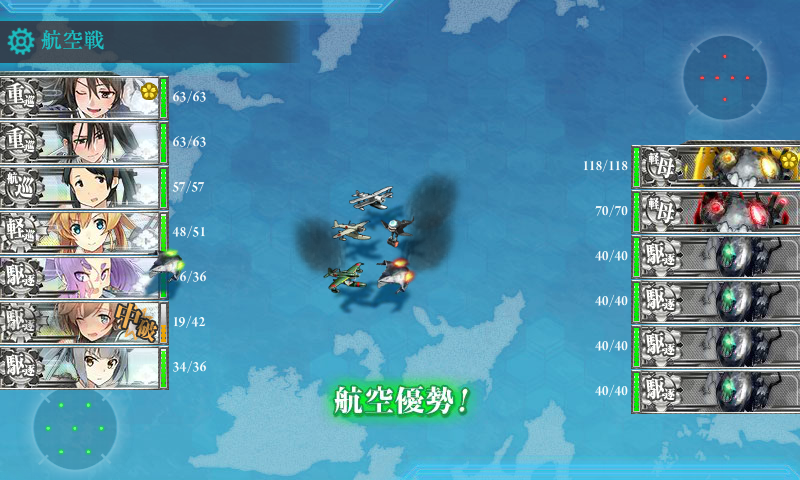 航空戦
重巡 63/63
重巡 63/63
航巡 57/57
軽巡 48/51
駆逐 36/36
駆逐 中破 19/42
駆逐 34/36
118/118 軽母
70/70 軽母
40/40 駆逐
40/40 駆逐
40/40 駆逐
40/40 駆逐
航空優勢!